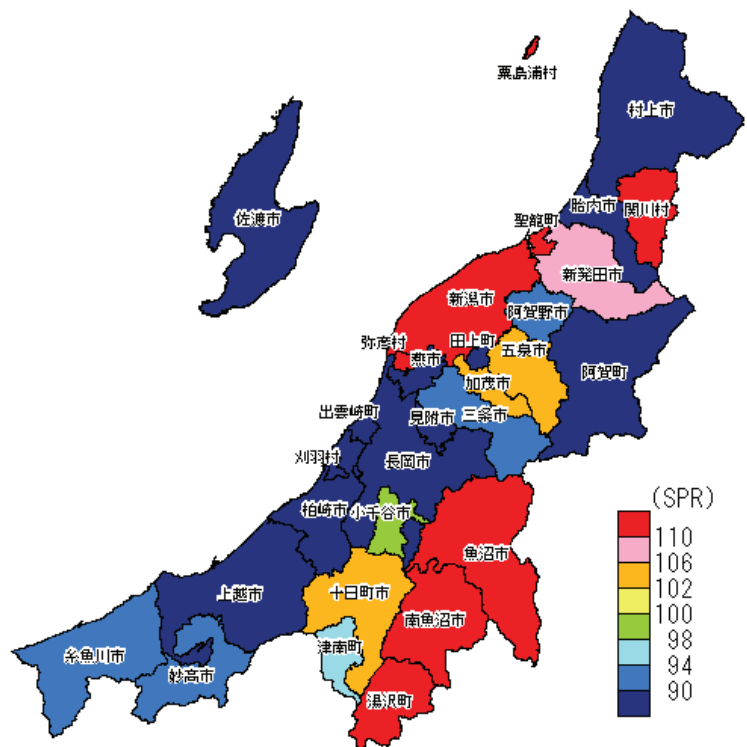 粟島浦村
村上市
佐渡市
胎内市
関川村
聖籠町
新発田市
新潟市
阿賀野市
弥彦村
田上町
五泉市
燕市
加茂市
阿賀町
出雲崎町
見附市
三条市
刈羽村
長岡市
柏崎市
小千谷市
魚沼市
上越市
十日町市
南魚沼市
津南町
糸魚川市
妙高市
湯沢町
(SPR)
110
106
102
100
98
94
90